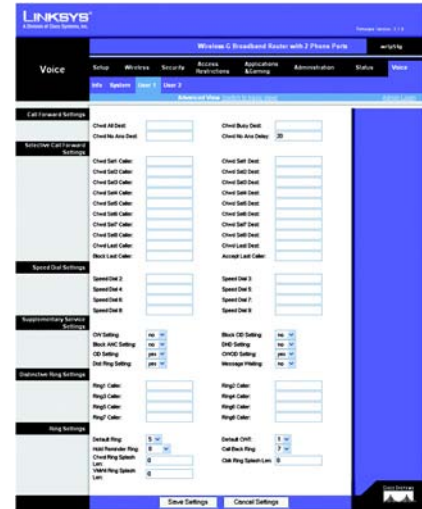 LINKSYS®
A Division of Cisco Systems, Inc.
Firmware Version:
Wireless-G Broadband Router with 2 Phone Ports
wrtp54g
Voice
Setup Wireless Security Access Restrictions Applications & Gaming Administration Status Voice
Info System User 1 User 2
Advanced View
Call Forward Settings
Cfwd All Dest: Cfwd Busy Dest:
Cfwd No Ans Dest: Cfwd No Ans Delay: 20
Selective Call Forward Settings
Cfwd Sel1 Caller: Cfwd Sel1 Dest:
Cfwd Sel2 Caller: Cfwd Sel2 Dest:
Cfwd Sel3 Caller: Cfwd Sel3 Dest:
Cfwd Sel4 Caller: Cfwd Sel4 Dest:
Cfwd Sel5 Caller: Cfwd Sel5 Dest:
Cfwd Sel6 Caller: Cfwd Sel6 Dest:
Cfwd Sel7 Caller: Cfwd Sel7 Dest:
Cfwd Sel8 Caller: Cfwd Sel8 Dest:
Cfwd Last Caller: Cfwd Last Dest:
Block Last Caller: Accept Last Caller:
Speed Dial Settings
Speed Dial 2: Speed Dial 3:
Speed Dial 4: Speed Dial 5:
Speed Dial 6: Speed Dial 7:
Speed Dial 8: Speed Dial 9:
Supplementary Service Settings
CW Setting: no Block CID Setting: no
Block ANC Setting: no DND Setting: no
CID Setting: yes CWCID Setting: yes
Dist Ring Setting: yes Message Waiting: no
Distinctive Ring Settings
Ring1 Caller: Ring2 Caller:
Ring3 Caller: Ring4 Caller:
Ring5 Caller: Ring6 Caller:
Ring7 Caller: Ring8 Caller:
Ring Settings
Default Ring: 5 Default CWT: 1
Hold Reminder Ring: 8 Call Back Ring: 7
Cfwd Ring Splash Len: 0 Cblk Ring Splash Len: 0
VMWI Ring Splash Len: 0
Save Settings Cancel Settings
Cisco Systems